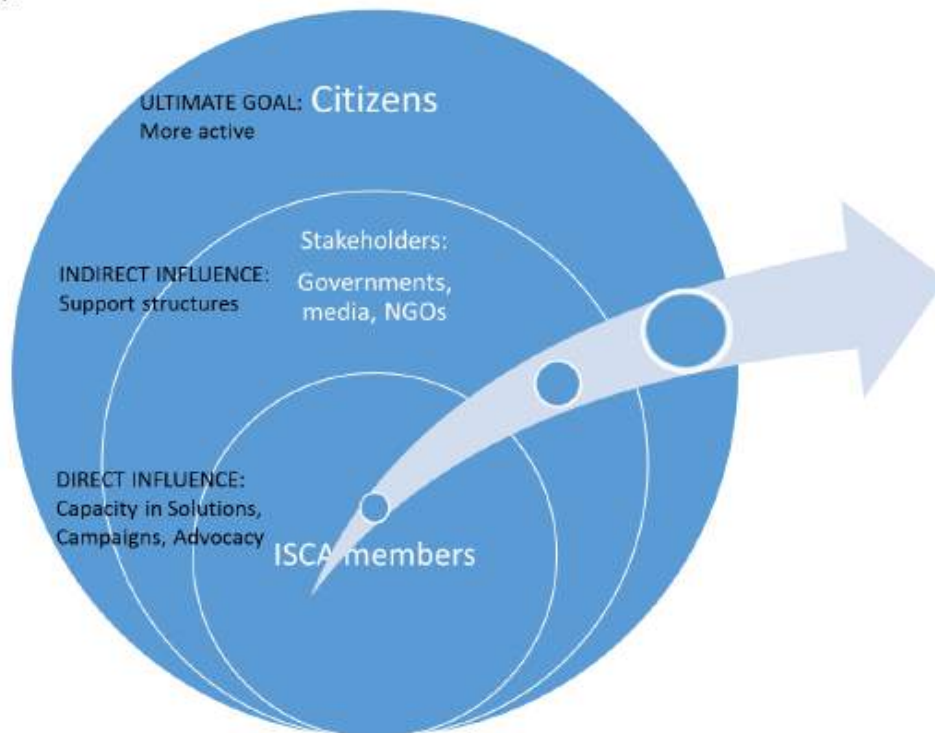 ULTIMATE GOAL: Citizens
More active
Stakeholders:
Governments,
media, NGOs
INDIRECT INFLUENCE:
Support structures
DIRECT INFLUENCE:
Capacity in Solutions,
Campaigns, Advocacy
ISCA members